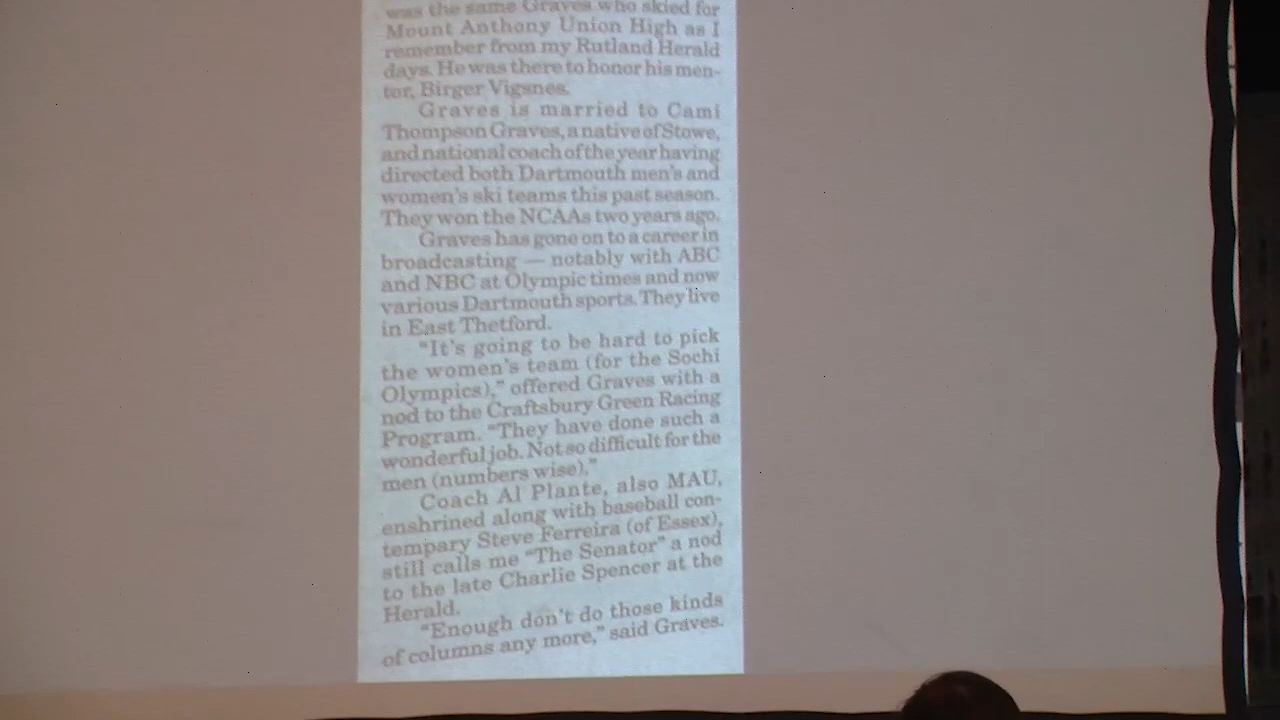 was the same Graves who skied for
Mount Anthony Union High as I
remember from my Rutland Herald
days. He was there to honor his men-
tor, Birger Vigsnes.
Graves is married to Cami
Thompson Graves, a native of Stowe,
and national coach of the year having
directed both Dartmouth men's and
women's ski teams this past season.
They won the NCAAs two years ago.
Graves has gone on to a career in
broadcasting — notably with ABC
and NBC at Olympic times and now
various Dartmouth sports. They live
in East Thetford.
"It's going to be hard to pick
the women's team (for the Sochi
Olympics)," offered Graves with a
nod to the Craftsbury Green Racing
Program. "They have done such a
wonderful job. Not so difficult for the
men (numbers wise)."
Coach Al Plante, also MAU,
enshrined along with baseball con-
tempary Steve Ferreira (of Essex),
still calls me "The Senator" a nod
to the late Charlie Spencer at the
Herald.
"Enough don't do those kinds
of columns any more," said Graves.